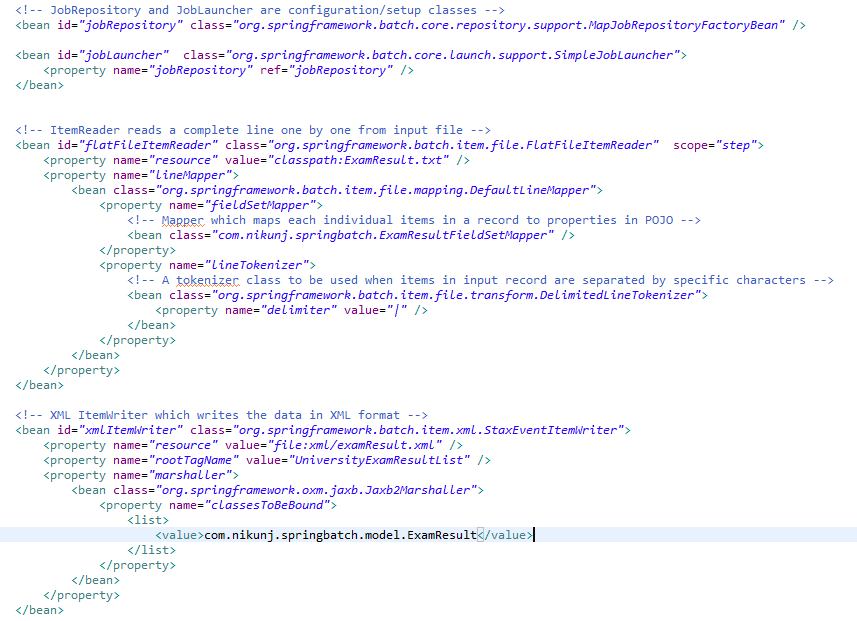 <!-- JobRepository and JobLauncher are configuration/setup classes -->
<bean id="jobRepository" class="org.springframework.batch.core.repository.support.MapJobRepositoryFactoryBean" />
<bean id="jobLauncher"  class="org.springframework.batch.core.launch.support.SimpleJobLauncher">
    <property name="jobRepository" ref="jobRepository" />
</bean>
<!-- ItemReader reads a complete line one by one from input file -->
<bean id="flatFileItemReader" class="org.springframework.batch.item.file.FlatFileItemReader"  scope="step">
    <property name="resource" value="classpath:ExamResult.txt" />
    <property name="lineMapper">
        <bean class="org.springframework.batch.item.file.mapping.DefaultLineMapper">
            <property name="fieldSetMapper">
                <!-- Mapper which maps each individual items in a record to properties in POJO -->
                <bean class="com.nikunj.springbatch.ExamResultFieldSetMapper" />
            </property>
            <property name="lineTokenizer">
                <!-- A tokenizer class to be used when items in input record are separated by specific characters -->
                <bean class="org.springframework.batch.item.file.transform.DelimitedLineTokenizer">
                    <property name="delimiter" value="|" />
                </bean>
            </property>
        </bean>
    </property>
</bean>
<!-- XML ItemWriter which writes the data in XML format -->
<bean id="xmlItemWriter" class="org.springframework.batch.item.xml.StaxEventItemWriter">
    <property name="resource" value="file:xml/examResult.xml" />
    <property name="rootTagName" value="UniversityExamResultList" />
    <property name="marshaller">
        <bean class="org.springframework.oxm.jaxb.Jaxb2Marshaller">
            <property name="classesToBeBound">
                <list>
                    <value>com.nikunj.springbatch.model.ExamResult</value>
                </list>
            </property>
        </bean>
    </property>
</bean>